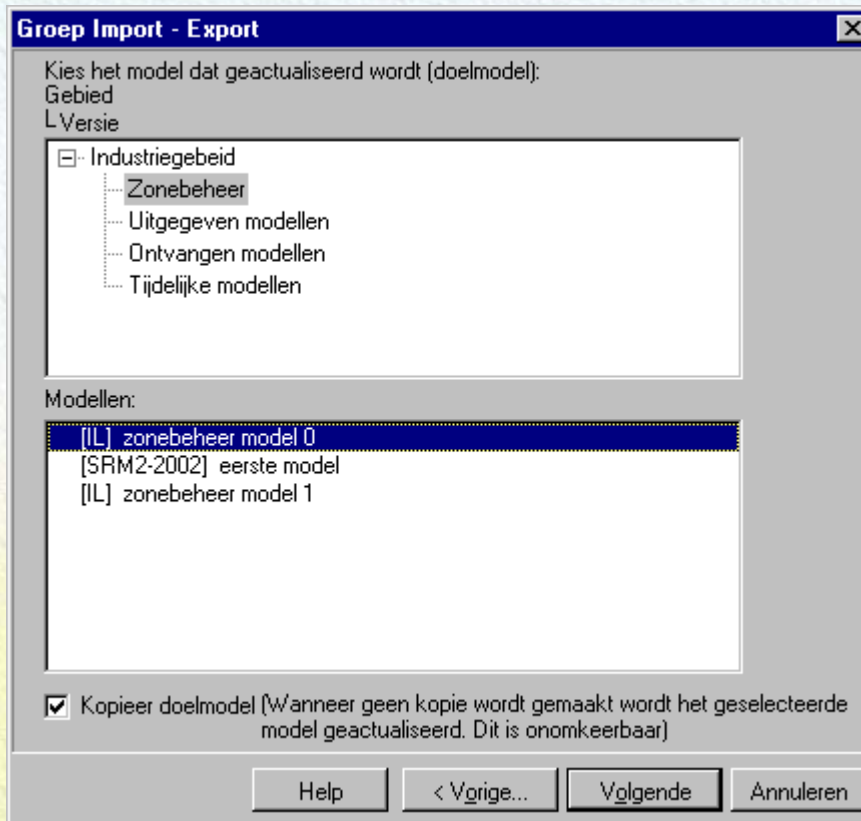 Groep Import - Export
Kies het model dat geactualiseerd wordt (doelmodel):
Gebied
Versie
Industriegebeid
Zonebeheer
Uitgegeven modellen
Ontvangen modellen
Tijdelijke modellen
Modellen:
[IL] zonebeheer model 0
[SRM2-2002] eerste model
[IL] zonebeheer model 1
Kopieer doelmodel (Wanneer geen kopie wordt gemaakt wordt het geselecteerde
model geactualiseerd. Dit is onomkeerbaar)
Help
< Vorige...
Volgende
Annuleren